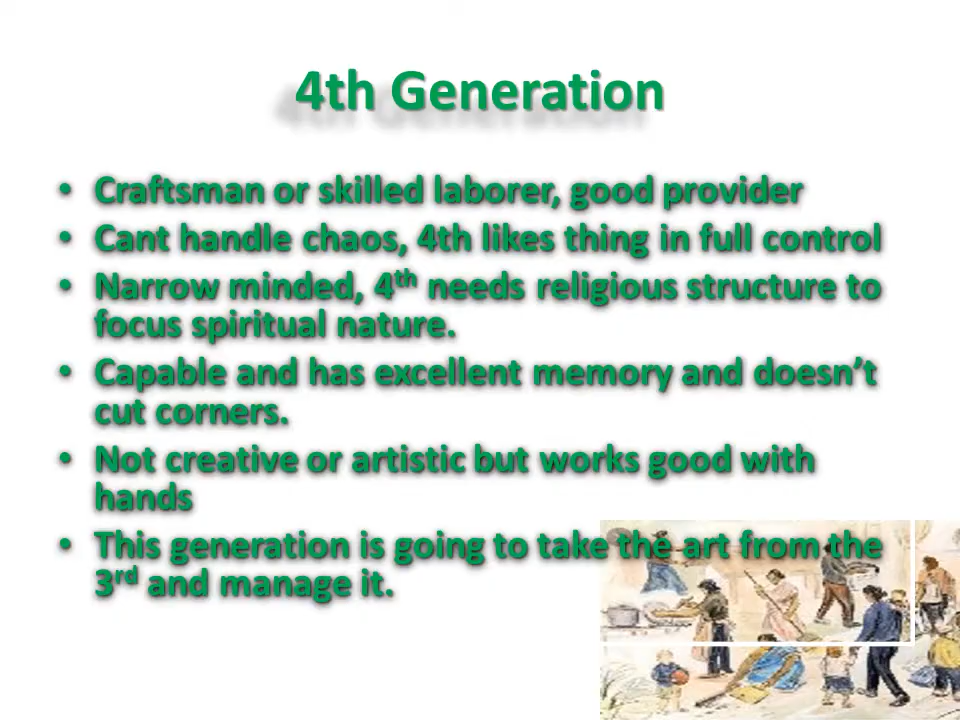 4th Generation
• Craftsman or skilled laborer, good provider
• Cant handle chaos, 4th likes thing in full control
• Narrow minded, 4th needs religious structure to
focus spiritual nature.
• Capable and has excellent memory and doesn’t
cut corners.
• Not creative or artistic but works good with
hands
• This generation is going to take the art from the
3rd and manage it.